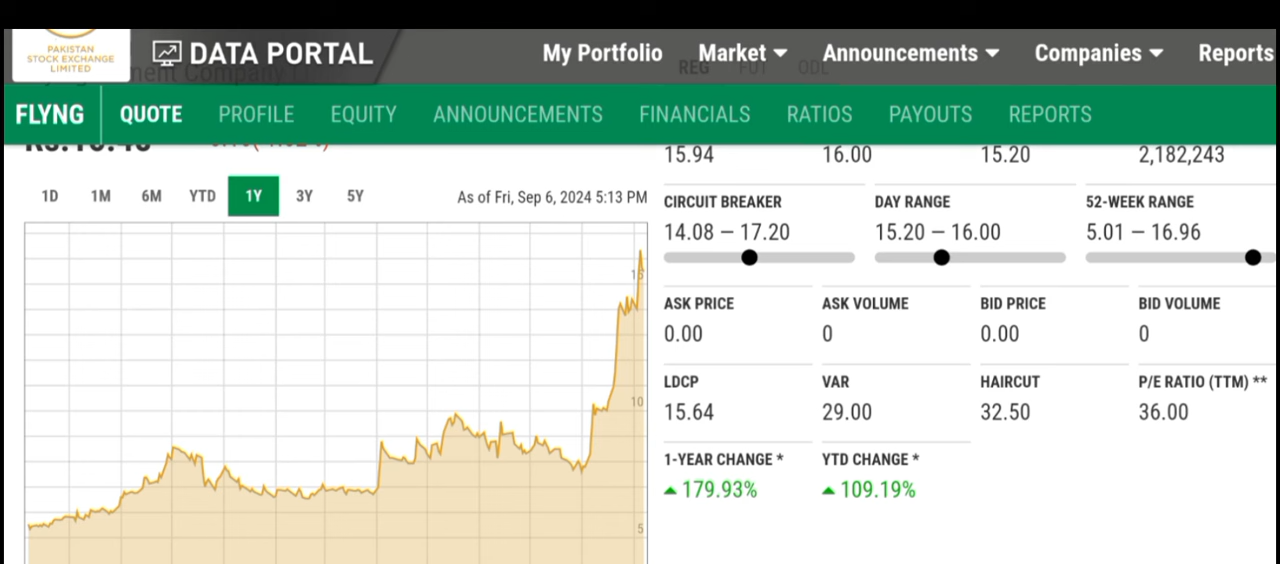 PAKISTAN
STOCK EXCHANGE
LIMITED
DATA PORTAL
My Portfolio Market Announcements Companies Reports
REG FUT ODL
FLYNG QUOTE PROFILE EQUITY ANNOUNCEMENTS FINANCIALS RATIOS PAYOUTS REPORTS
15.94 16.00 15.20 2,182,243
1D 1M 6M YTD 1Y 3Y 5Y As of Fri, Sep 6, 2024 5:13 PM
CIRCUIT BREAKER DAY RANGE 52-WEEK RANGE
14.08 — 17.20 15.20 — 16.00 5.01 — 16.96
15
ASK PRICE ASK VOLUME BID PRICE BID VOLUME
0.00 0 0.00 0
LDCP VAR HAIRCUT P/E RATIO (TTM) **
10
15.64 29.00 32.50 36.00
1-YEAR CHANGE * YTD CHANGE *
179.93% 109.19%
5